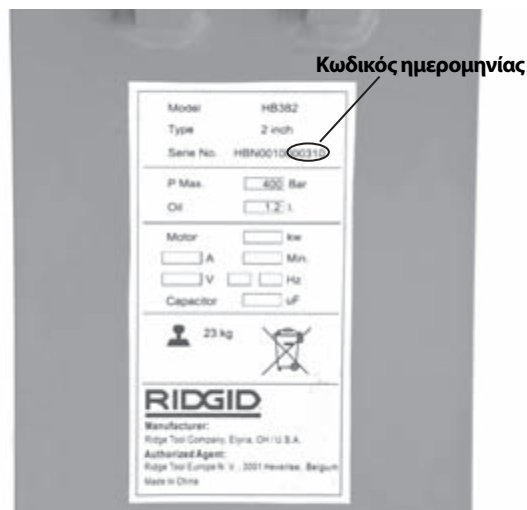 Κωδικός ημερομηνίας
Model HB382
Type 2 inch
Serie No. HBN0010000310
P Max. 400 Bar
Oil 1.2 l.
Motor kw
A Min.
V Hz
Capacitor uF
23 kg
RIDGID
Manufacturer:
Ridge Tool Company, Elyria, OH / U.S.A.
Authorized Agent:
Ridge Tool Europe N.V., 3001 Heverlee, Belgium
Made in China